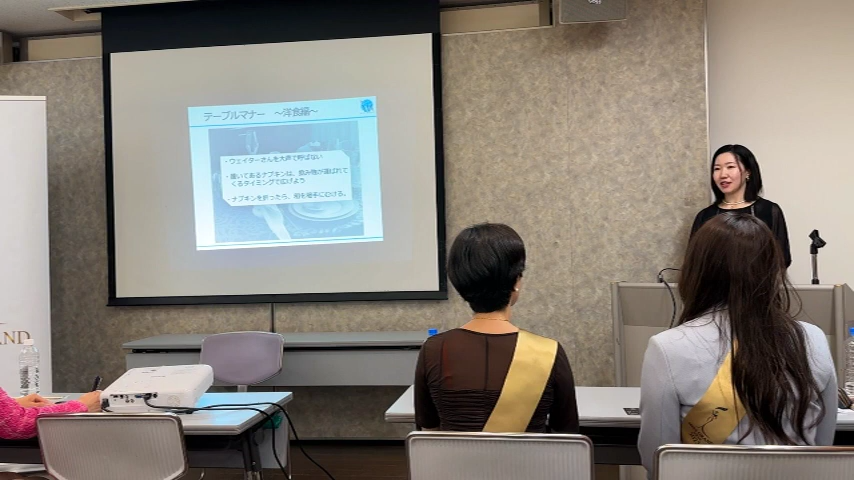 テーブルマナー ～洋食編～
・ウェイターさんを大声で呼ばない
・置いてあるナプキンは、飲み物が運ばれて
くるタイミングで広げよう
・ナプキンを折ったら、
AND